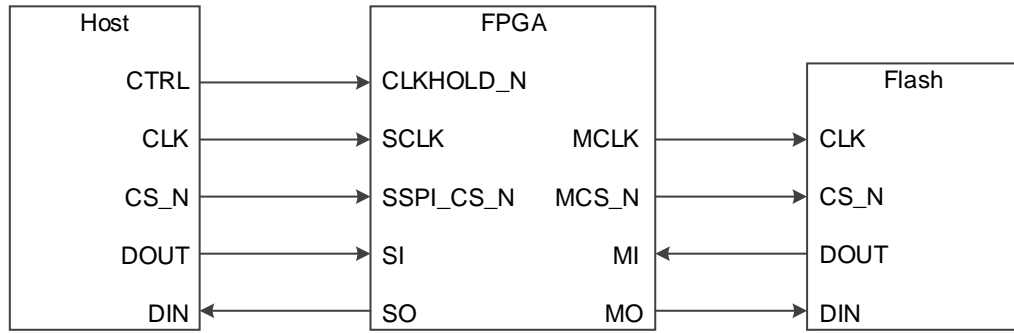 Host
FPGA
Flash
CTRL
CLKHOLD_N
CLK
SCLK
MCLK
CLK
CS_N
SSPI_CS_N
MCS_N
CS_N
DOUT
SI
MI
DOUT
DIN
SO
MO
DIN